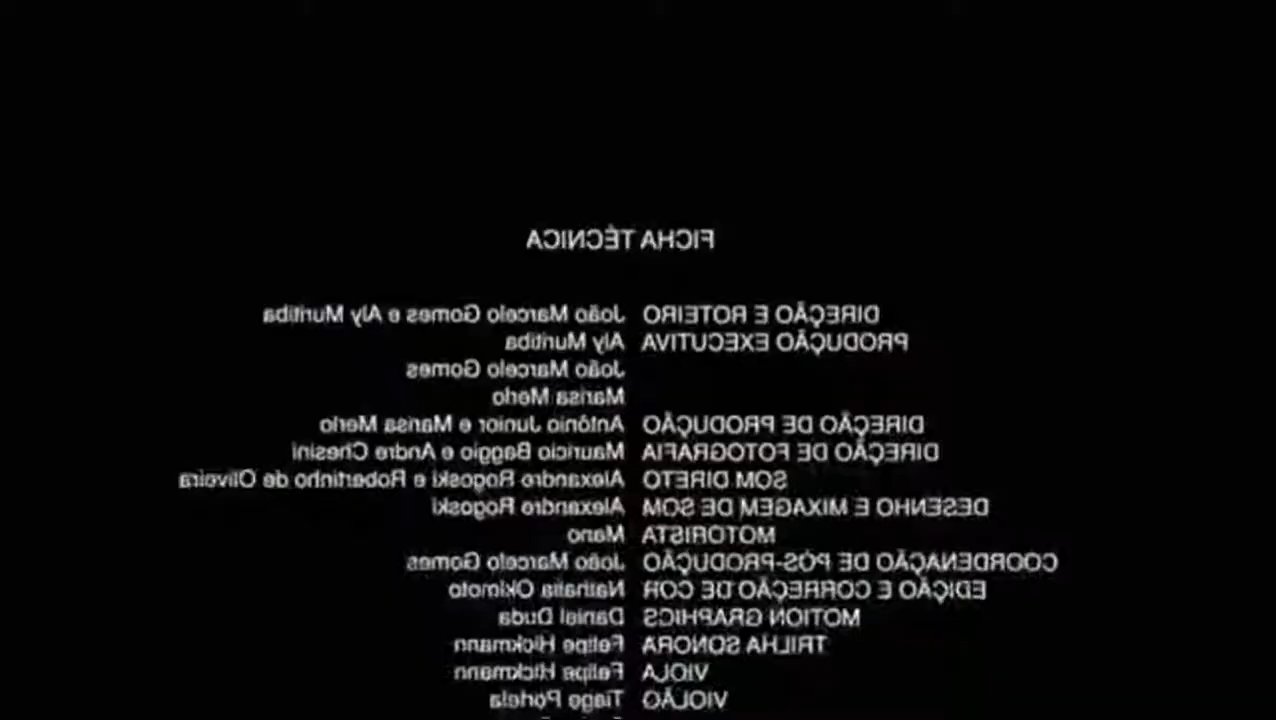 FICHA TÉCNICA
DIREÇÃO E ROTEIRO João Marcelo Gomes e Aly Muritiba
PRODUÇÃO EXECUTIVA Aly Muritiba
João Marcelo Gomes
Marisa Merlo
DIREÇÃO DE PRODUÇÃO Antônio Junior e Marisa Merlo
DIREÇÃO DE FOTOGRAFIA Mauricio Baggio e Andre Chesini
SOM DIRETO Alexandre Rogoski e Robertinho de Oliveira
DESENHO E MIXAGEM DE SOM Alexandre Rogoski
MOTORISTA Mano
COORDENAÇÃO DE PÓS-PRODUÇÃO João Marcelo Gomes
EDIÇÃO E CORREÇÃO DE COR Nathalia Okimoto
MOTION GRAPHICS Daniel Duda
TRILHA SONORA Felipe Hickmann
VIOLA Felipe Hickmann
VIOLÃO Tiago Portela